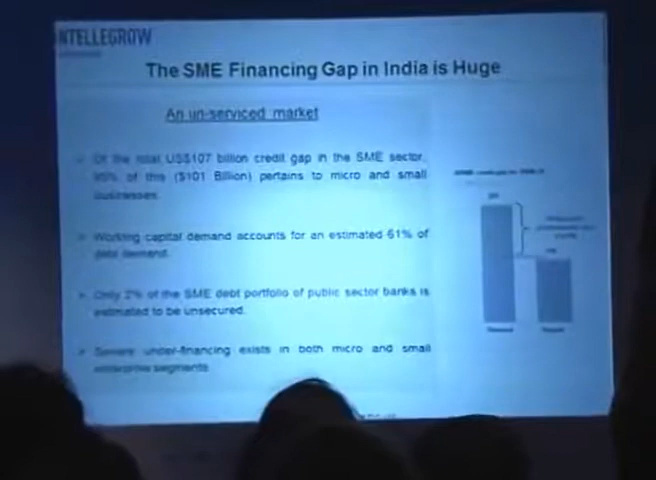 INTELLEGROW
The SME Financing Gap in India is Huge
An un-serviced market
Of the total US$107 billion credit gap in the SME sector,
95% of this ($101 Billion) pertains to micro and small
businesses.
Working capital demand accounts for an estimated 61% of
debt demand.
Only 2% of the SME debt portfolio of public sector banks is
estimated to be unsecured.
Severe under-financing exists in both micro and small
enterprise segments